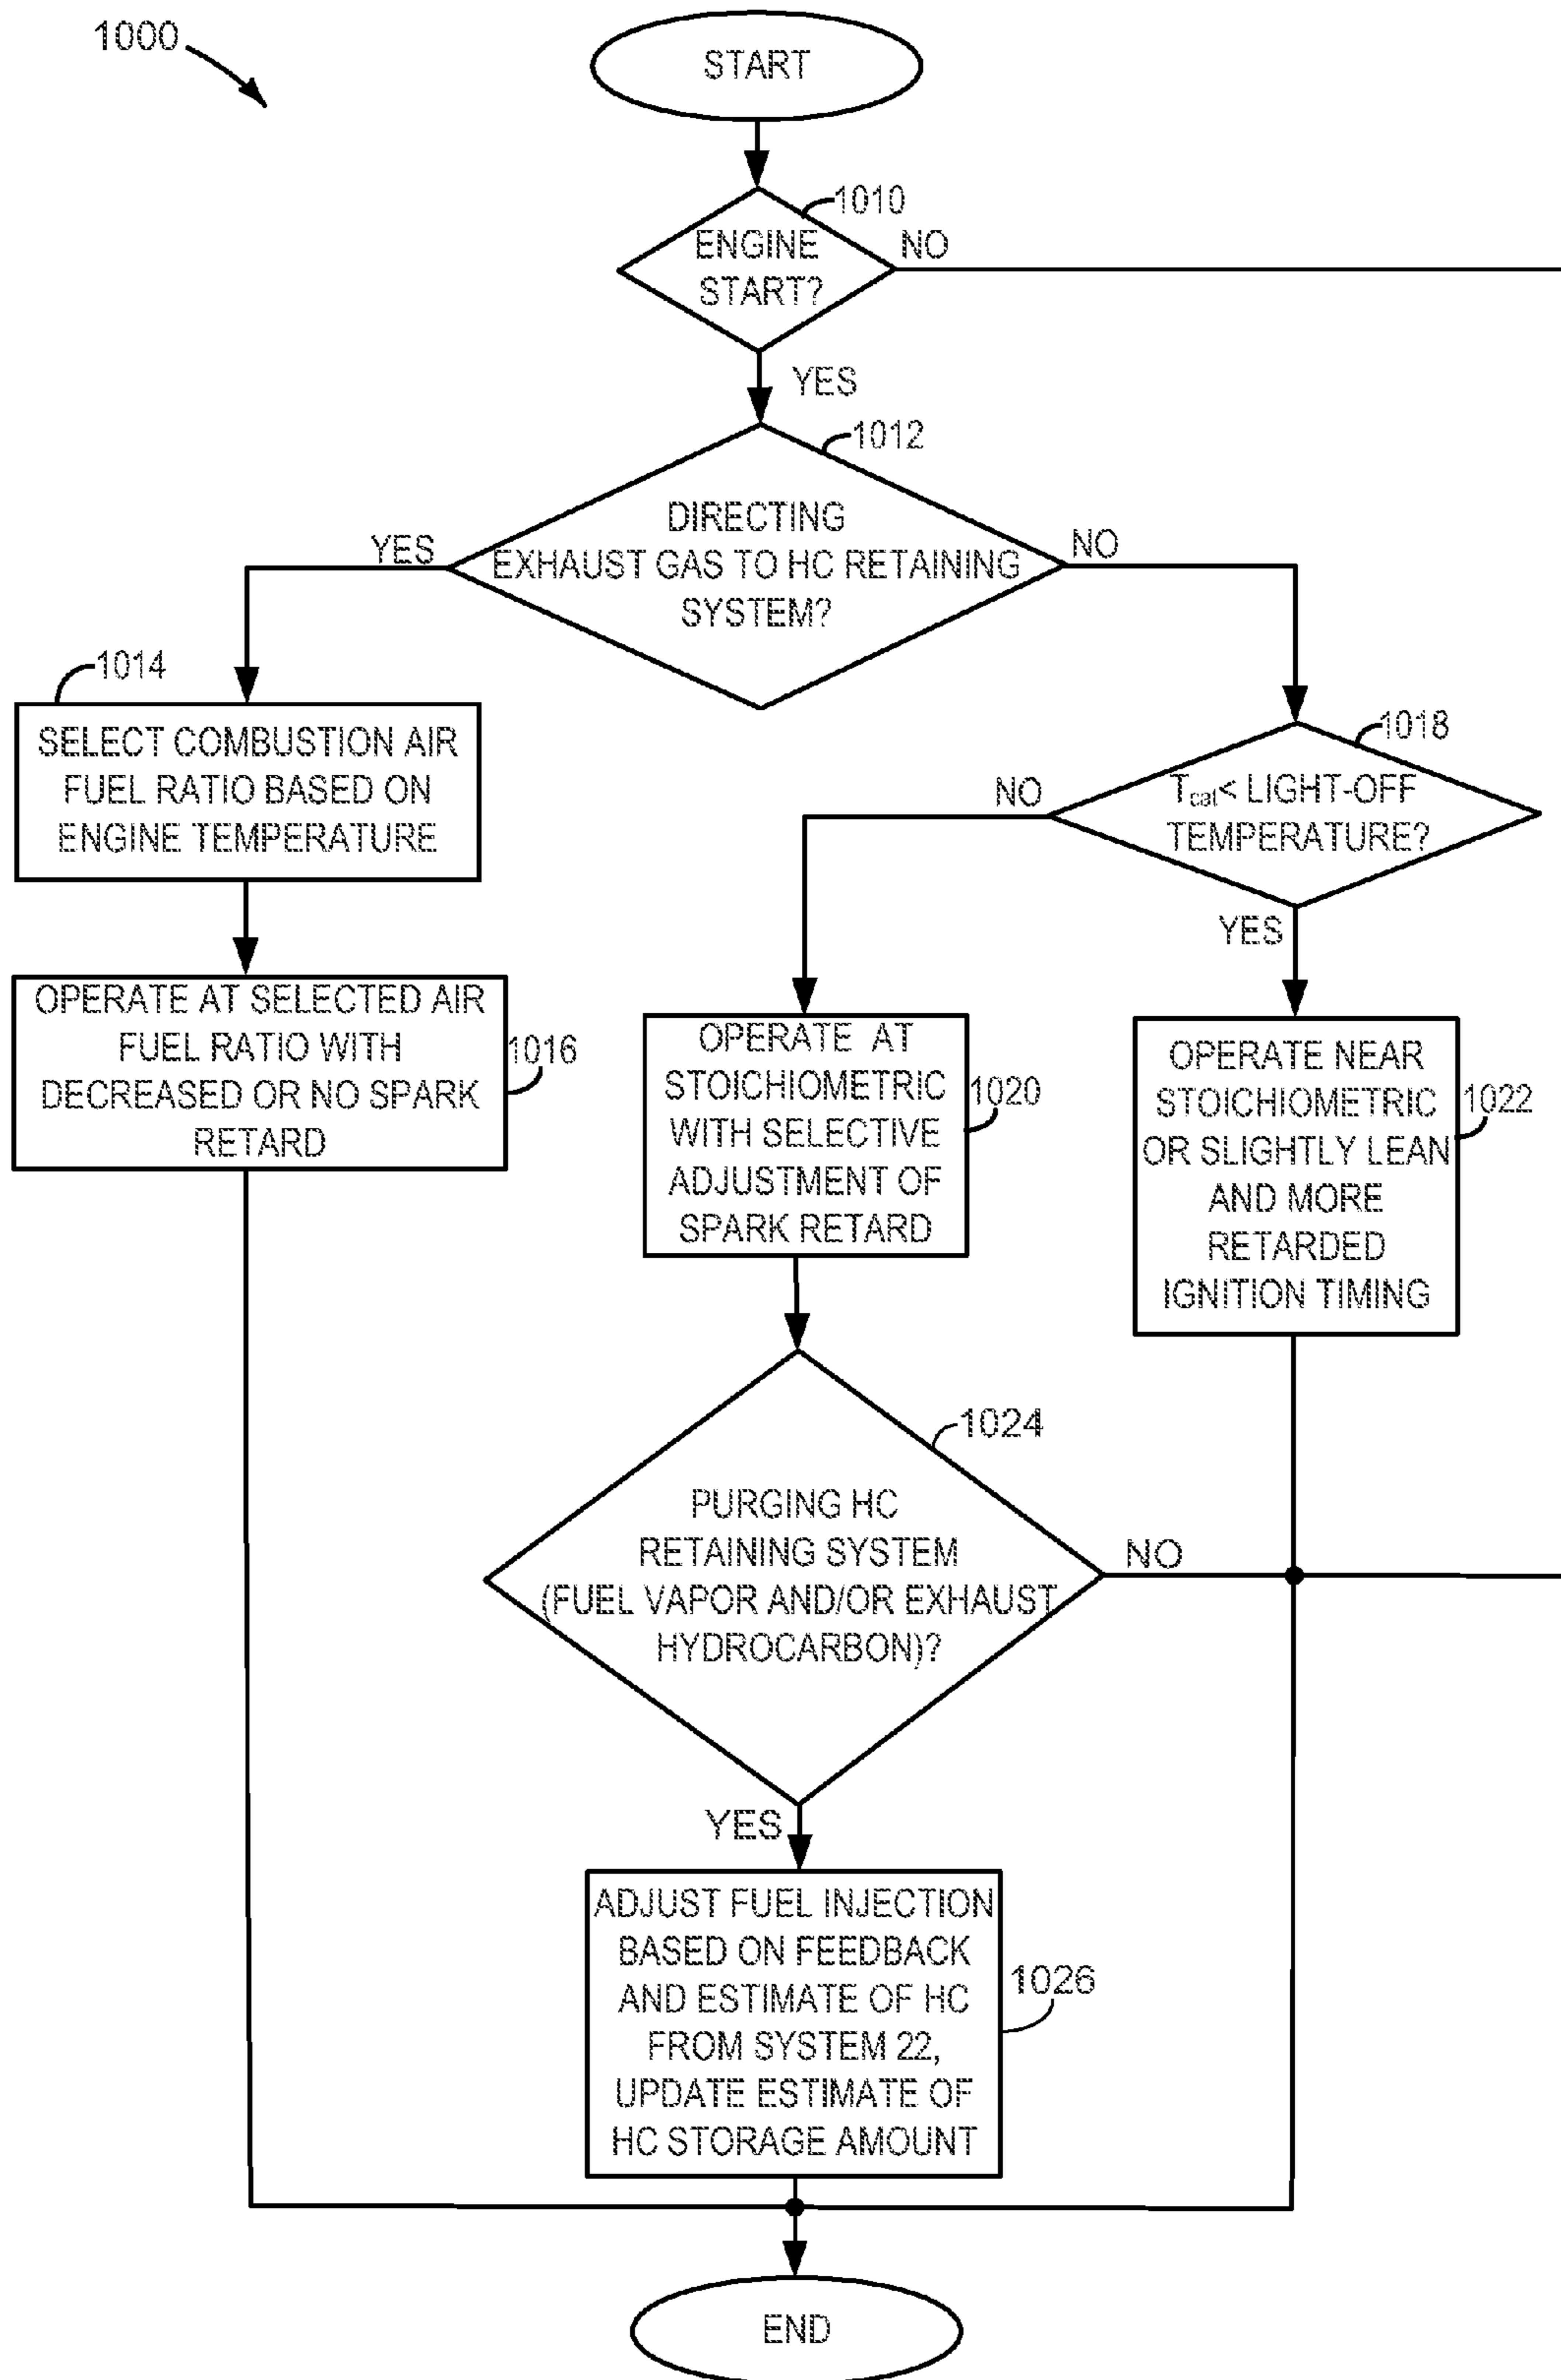 1000
START
1010
ENGINE
START?
NO
YES
1012
DIRECTING
EXHAUST GAS TO HC RETAINING
SYSTEM?
YES
NO
1014
SELECT COMBUSTION AIR
FUEL RATIO BASED ON
ENGINE TEMPERATURE
1018
Tcat< LIGHT-OFF
TEMPERATURE?
NO
YES
OPERATE AT SELECTED AIR
FUEL RATIO WITH
DECREASED OR NO SPARK
RETARD
1016
OPERATE AT
STOICHIOMETRIC
WITH SELECTIVE
ADJUSTMENT OF
SPARK RETARD
1020
OPERATE NEAR
STOICHIOMETRIC
OR SLIGHTLY LEAN
AND MORE
RETARDED
IGNITION TIMING
1022
1024
PURGING HC
RETAINING SYSTEM
(FUEL VAPOR AND/OR EXHAUST
HYDROCARBON)?
NO
YES
ADJUST FUEL INJECTION
BASED ON FEEDBACK
AND ESTIMATE OF HC
FROM SYSTEM 22,
UPDATE ESTIMATE OF
HC STORAGE AMOUNT
1026
END